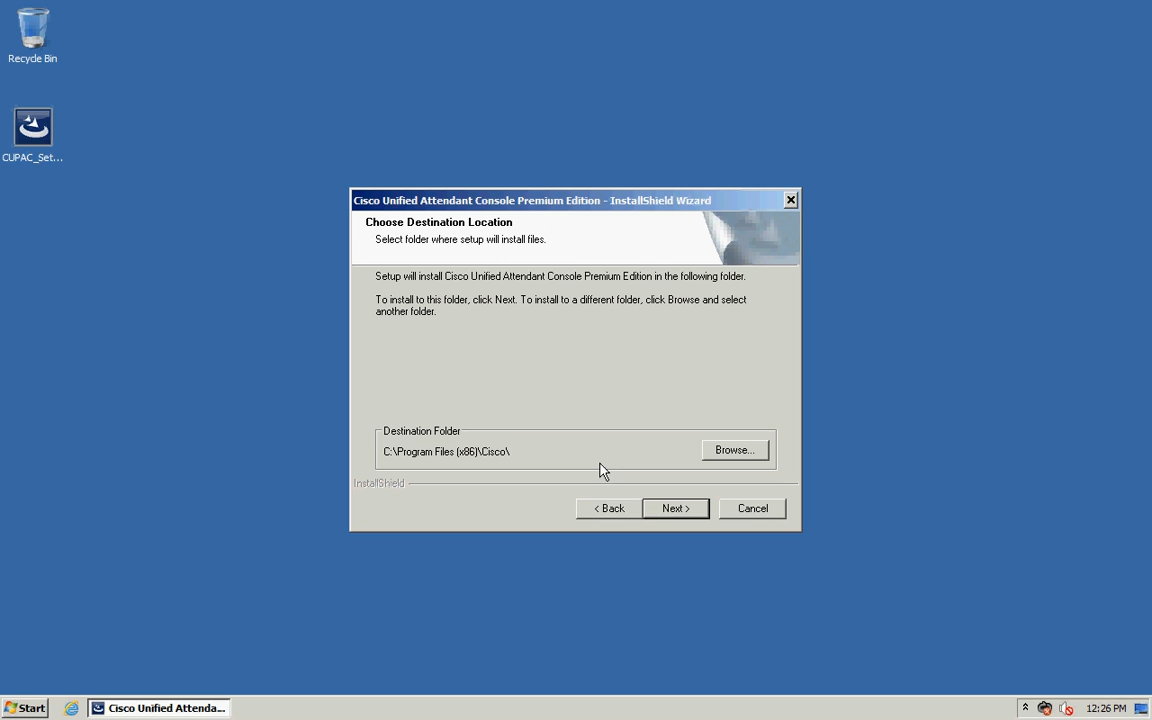 Recycle Bin
CUPAC_Set...
Cisco Unified Attendant Console Premium Edition - InstallShield Wizard
Choose Destination Location
Select folder where setup will install files.
Setup will install Cisco Unified Attendant Console Premium Edition in the following folder.
To install to this folder, click Next. To install to a different folder, click Browse and select
another folder.
Destination Folder
C:\Program Files (x86)\Cisco\
Browse...
InstallShield
< Back
Next >
Cancel
Start
Cisco Unified Attenda...
12:26 PM